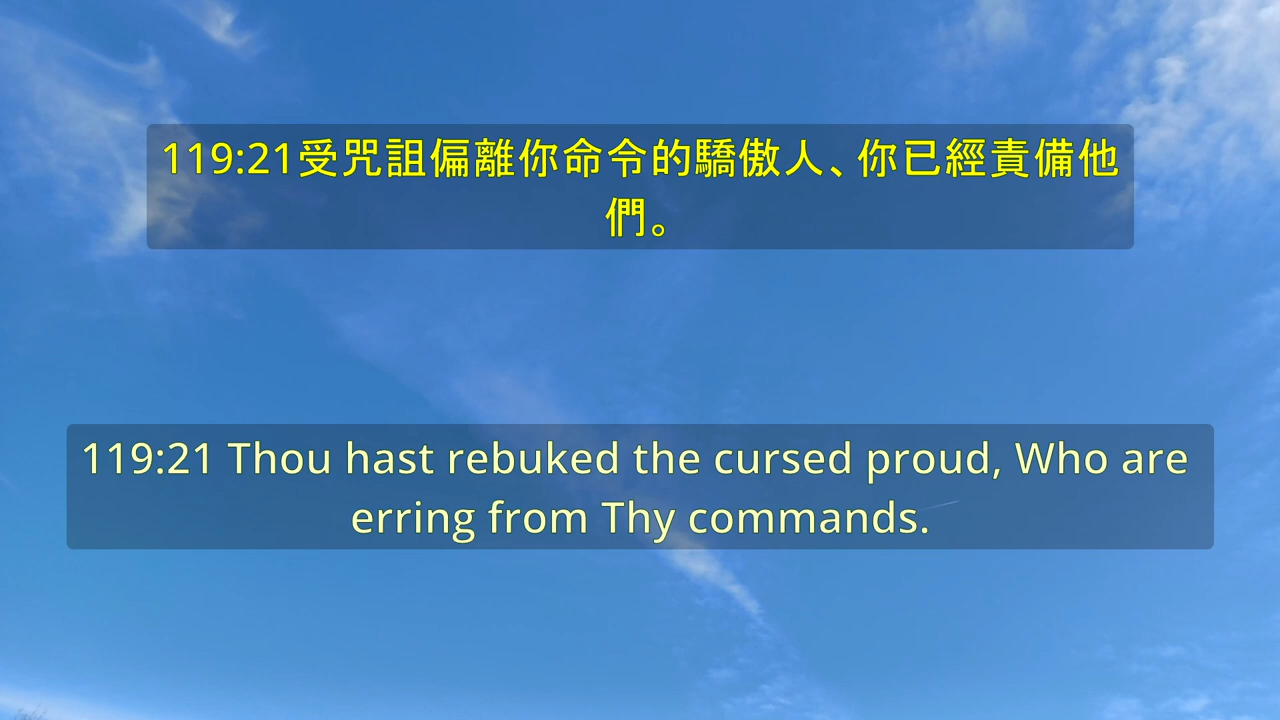 119:21受咒詛偏離你命令的驕傲人、你已經責備他
們。
119:21 Thou hast rebuked the cursed proud, Who are
erring from Thy commands.